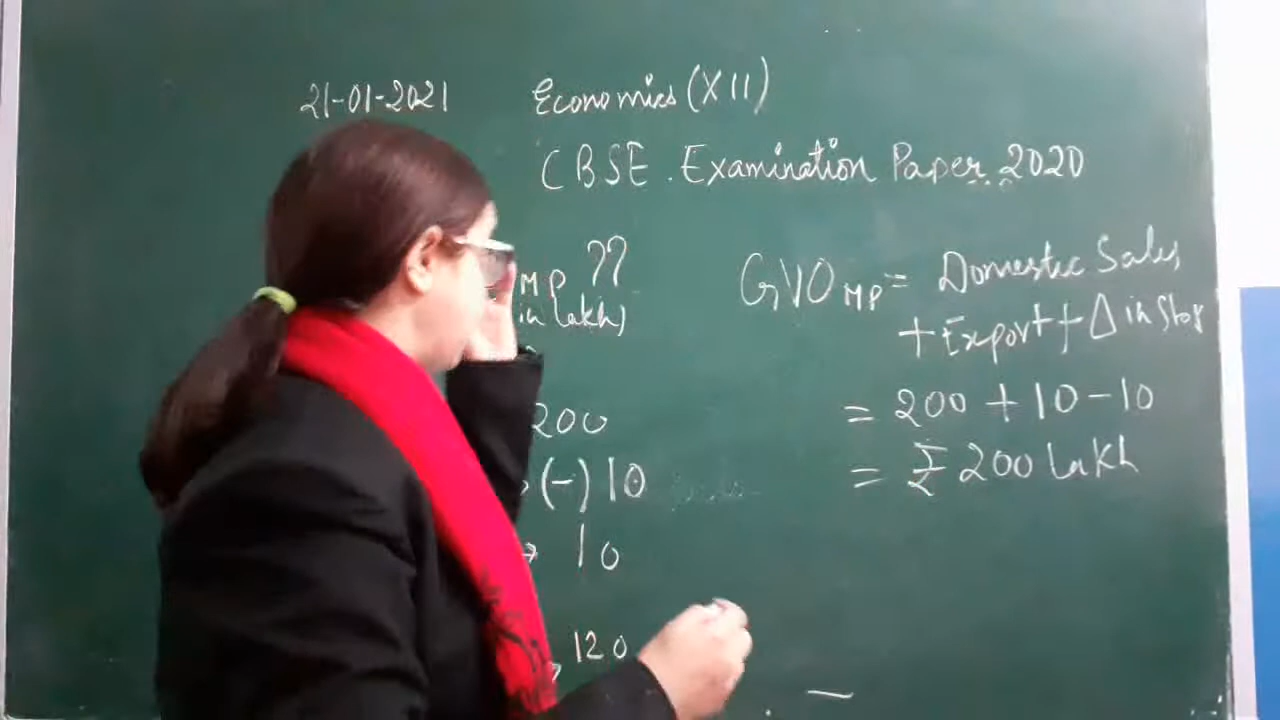 21-01-2021 Economics (XII)
CBSE. Examination Paper 2020
MP ??
in lakh)
200
(-) 10
→ 10
120
GVO MP = Domestic Sales
+ Export + Δ in Stok
= 200 + 10 - 10
= ₹ 200 Lakh